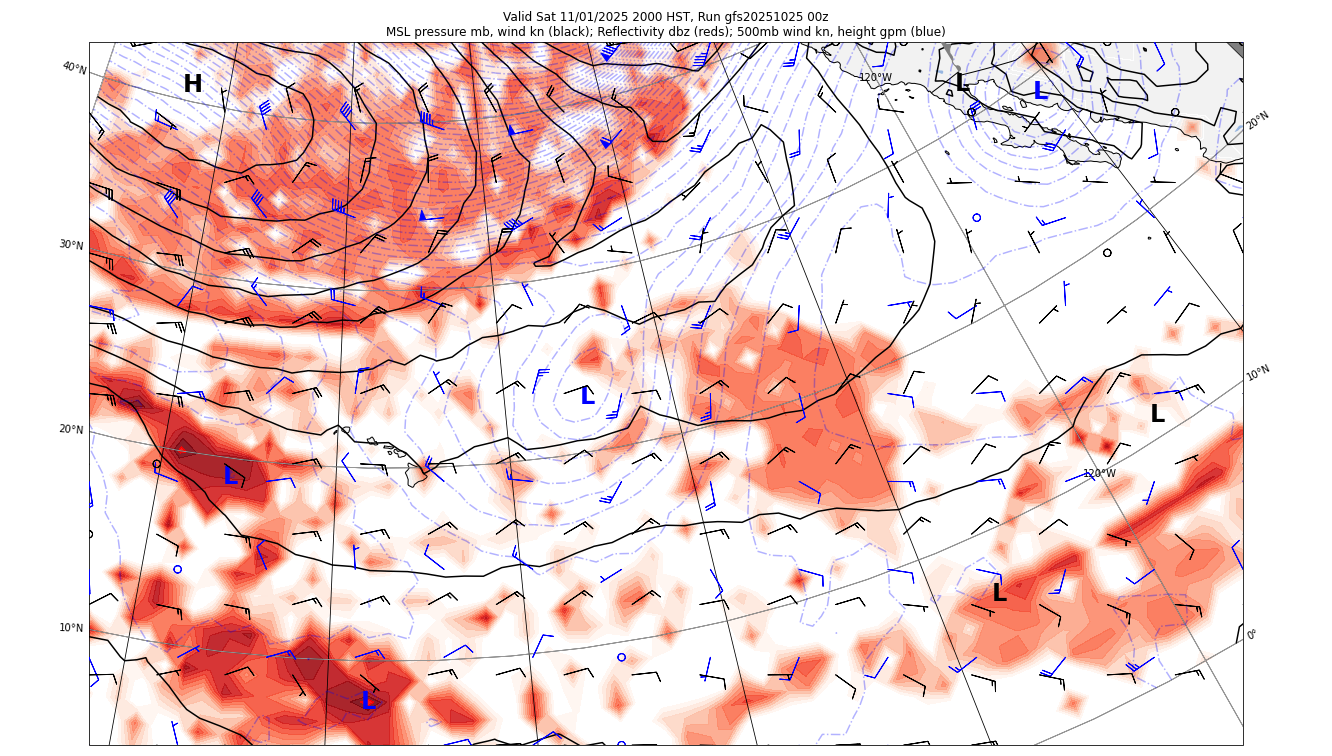 Valid Sat 11/01/2025 2000 HST, Run gfs20251025 00z
MSL pressure mb, wind kn (black); Reflectivity dbz (reds); 500mb wind kn, height gpm (blue)
40°N
H
120°W
L
L
20°N
30°N
10°N
L
L
20°N
L
120°W
L
10°N
0°
L